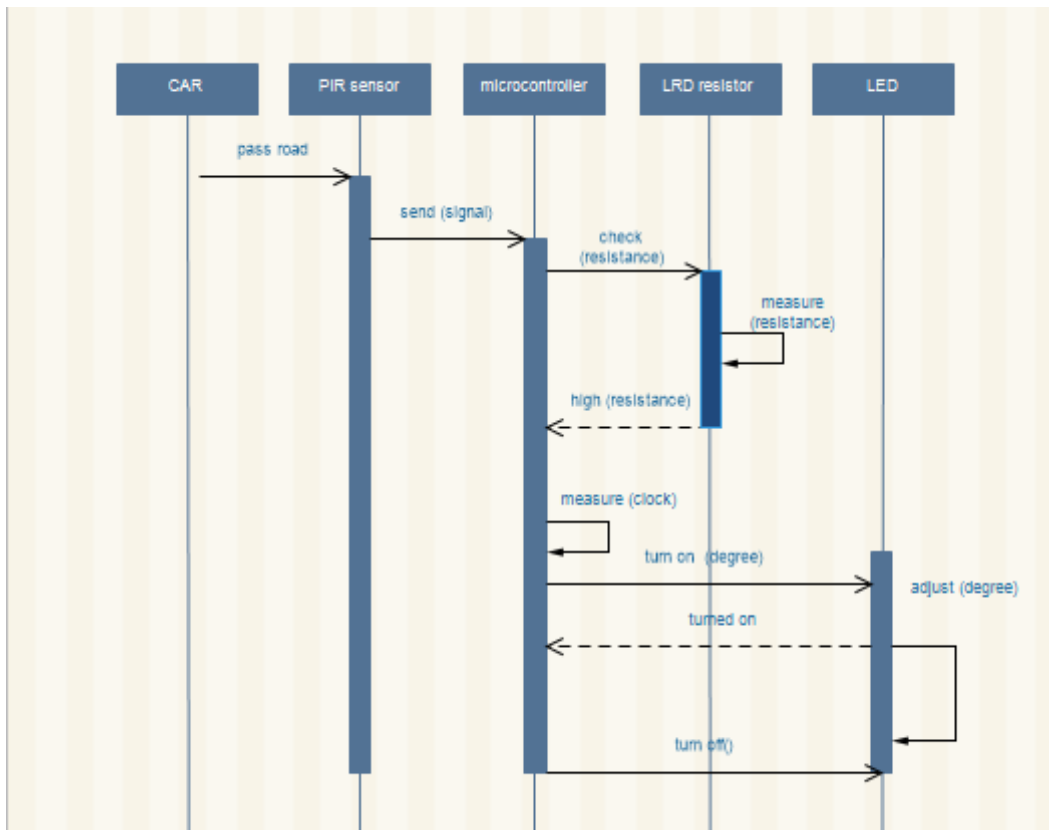 CAR
PIR sensor
microcontroller
LRD resistor
LED
pass road
send (signal)
check
(resistance)
measure
(resistance)
high (resistance)
measure (clock)
turn on (degree)
adjust (degree)
turned on
turn off()